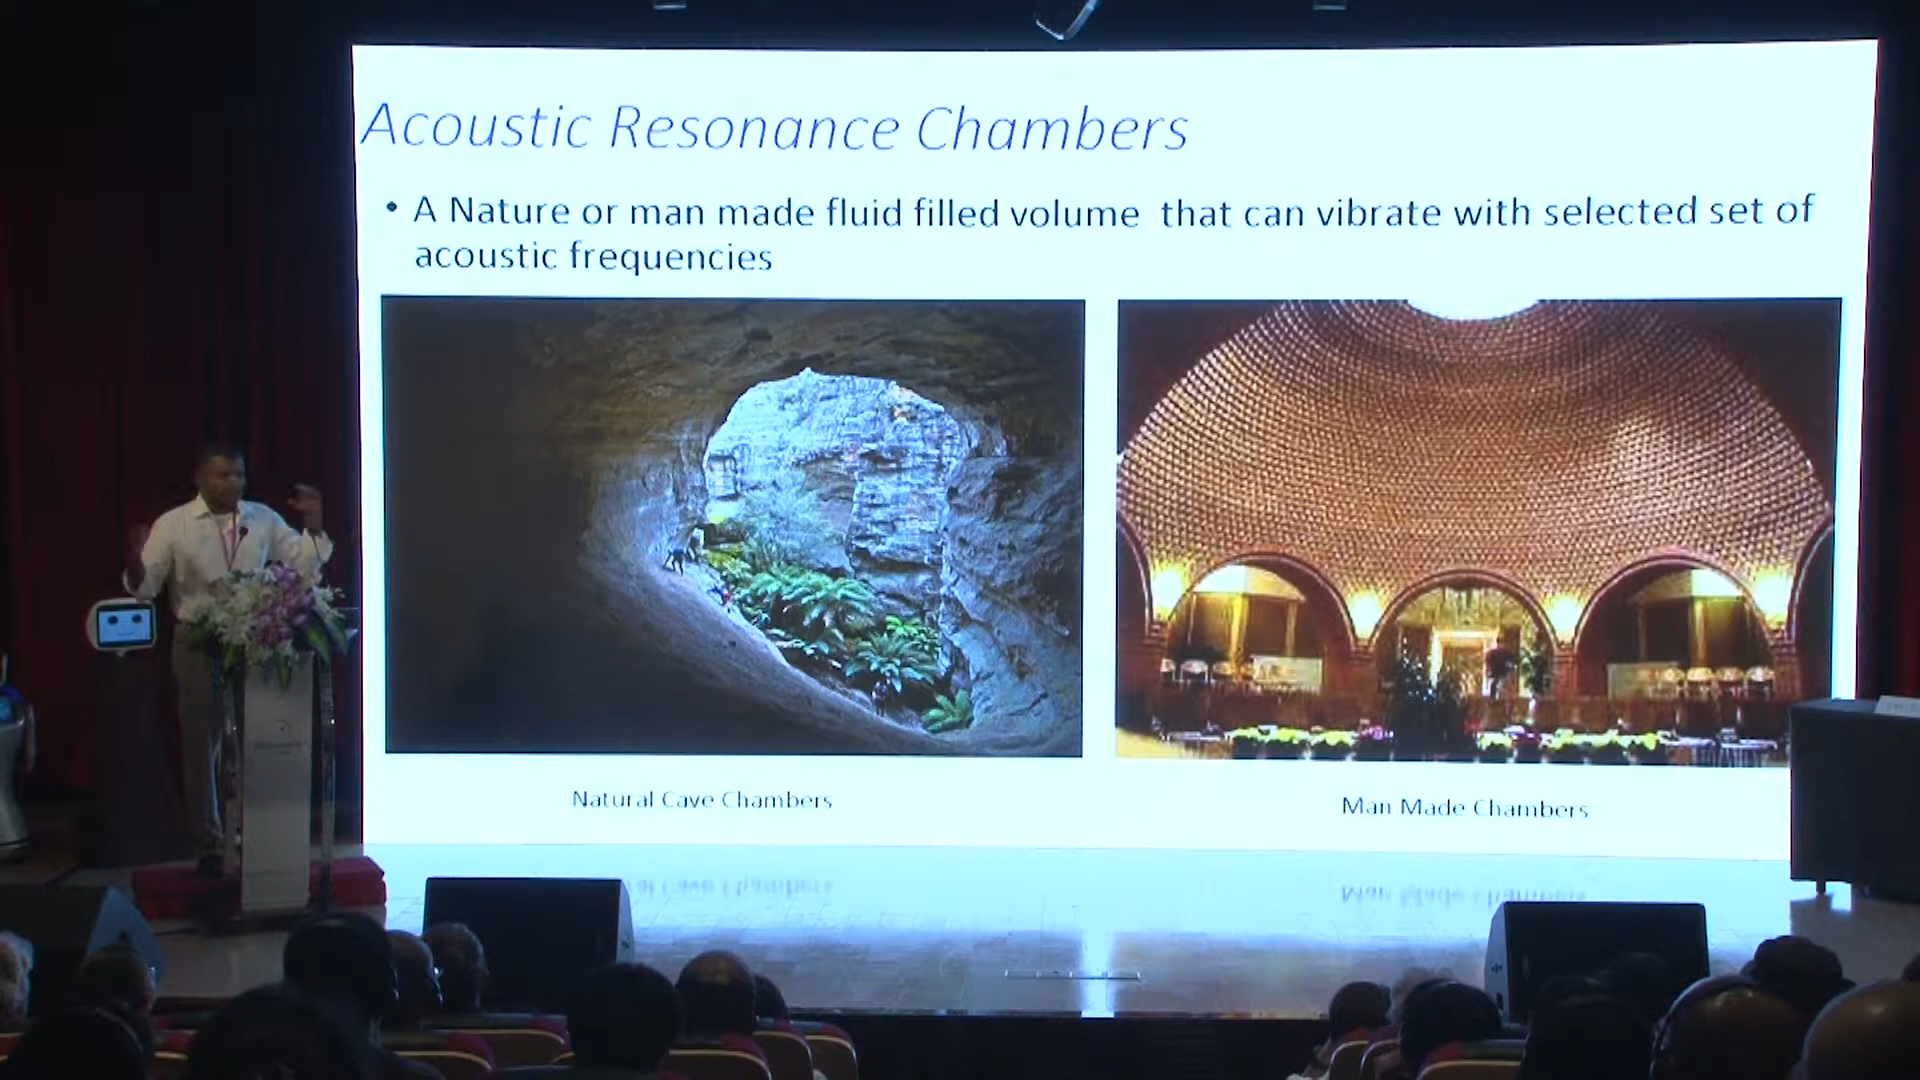 Acoustic Resonance Chambers
• A Nature or man made fluid filled volume that can vibrate with selected set of
acoustic frequencies
Natural Cave Chambers
Man Made Chambers